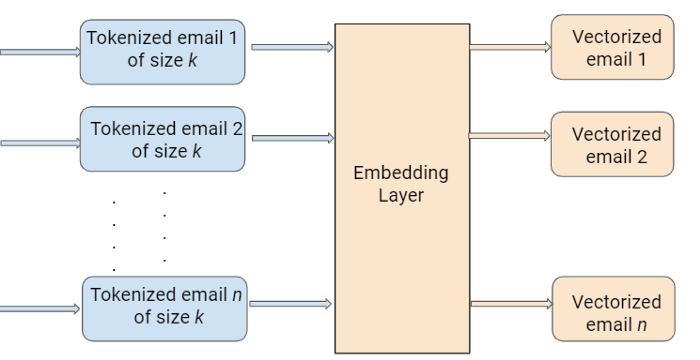 Tokenized email 1
of size k
Vectorized
email 1
Tokenized email 2
of size k
Embedding
Layer
Vectorized
email 2
Tokenized email n
of size k
Vectorized
email n